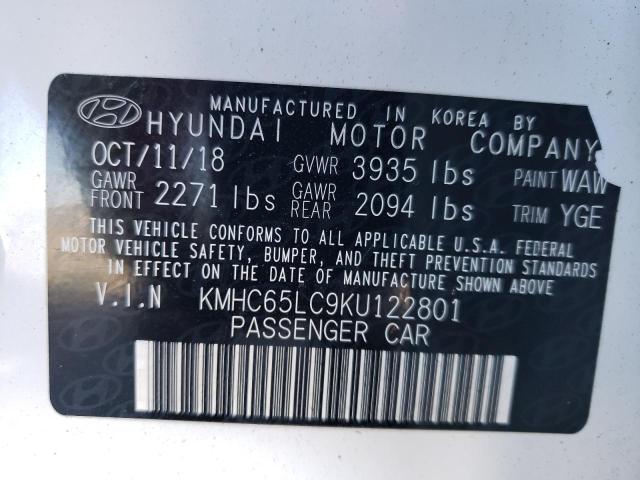 MANUFACTURED IN KOREA BY
HYUNDAI MOTOR COMPANY
OCT/11/18 GVWR 3935 lbs PAINT WAW
GAWR FRONT 2271 lbs GAWR REAR 2094 lbs TRIM YGE
THIS VEHICLE CONFORMS TO ALL APPLICABLE U.S.A. FEDERAL
MOTOR VEHICLE SAFETY, BUMPER, AND THEFT PREVENTION STANDARDS
IN EFFECT ON THE DATE OF MANUFACTURE SHOWN ABOVE.
V.I.N KMHC65LC9KU122801
PASSENGER CAR